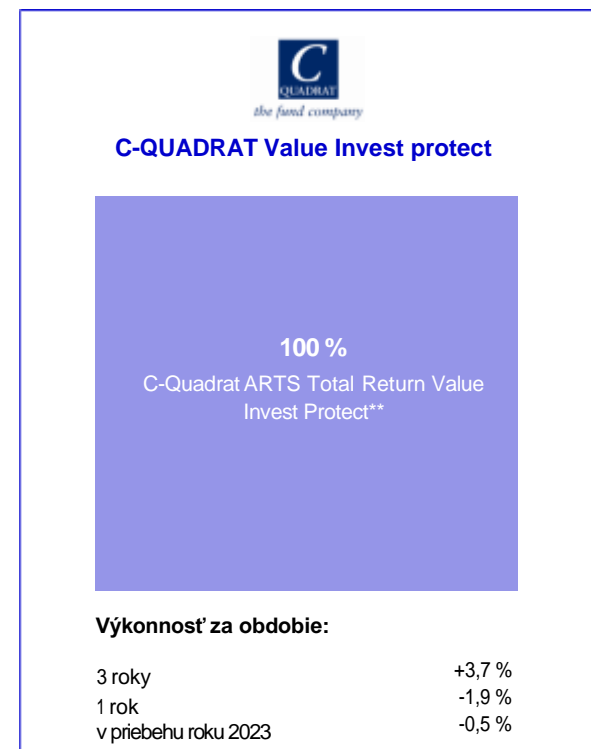 C
QUADRAT
the fund company
C-QUADRAT Value Invest protect
100 %
C-Quadrat ARTS Total Return Value
Invest Protect**
Výkonnosť za obdobie:
3 roky +3,7 %
1 rok -1,9 %
v priebehu roku 2023 -0,5 %